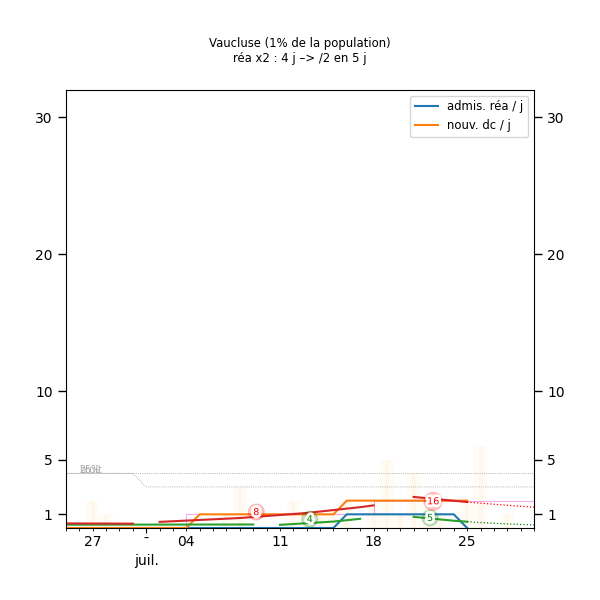 Vaucluse (1% de la population)
réa x2 : 4 j –> /2 en 5 j
admis. réa / j
nouv. dc / j
30 30
20 20
10 10
25%
5 5
8
16
4
5
1 1
27 - 04 11 18 25
juil.